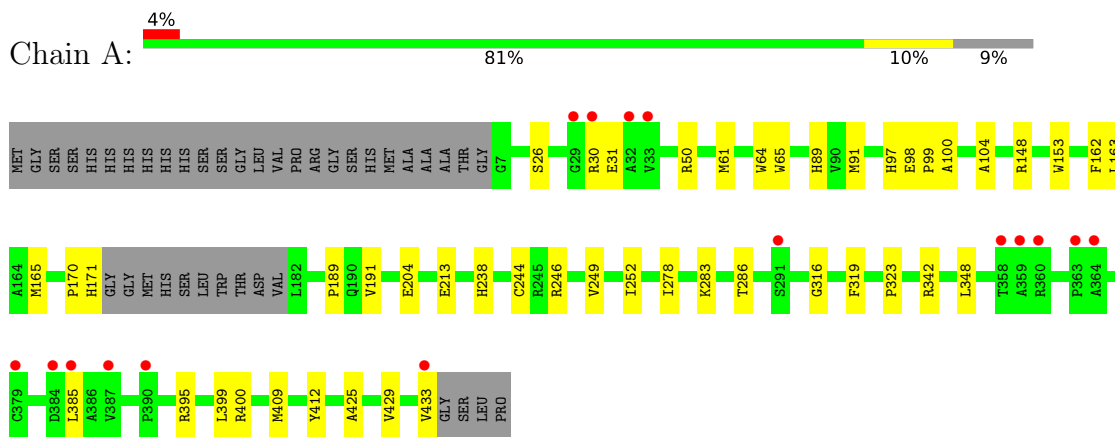 4%
Chain A:
81% 10% 9%
MET GLY SER SER HIS HIS HIS HIS HIS HIS HIS HIS SER SER GLY LEU VAL PRO ARG GLY SER HIS MET ALA ALA ALA THR GLY G7 S26 G29 R30 E31 A32 V33 R50 M61 W64 W65 H89 V90 M91 H97 E98 P99 A100 A104 R148 W153 F162 L163
A164 M165 P170 H171 GLY GLY MET HIS SER LEU TRP THR ASP VAL L182 P189 Q190 V191 E204 E213 H238 C244 R245 R246 V249 I252 I278 K283 T286 S291 G316 F319 P323 R342 L348 T358 A359 R360 P363 A364
C379 D384 L385 A386 V387 P390 R395 L399 R400 M409 Y412 A425 V429 V433 GLY SER LEU PRO